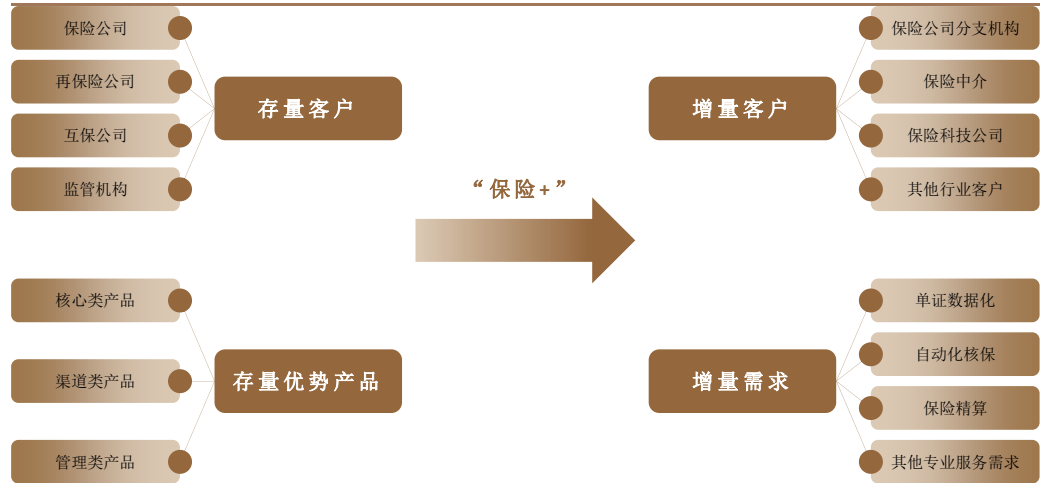 保险公司
再保险公司
互保公司
监管机构
存量客户
核心类产品
渠道类产品
管理类产品
存量优势产品
“保险+”
增量客户
保险公司分支机构
保险中介
保险科技公司
其他行业客户
增量需求
单证数据化
自动化核保
保险精算
其他专业服务需求